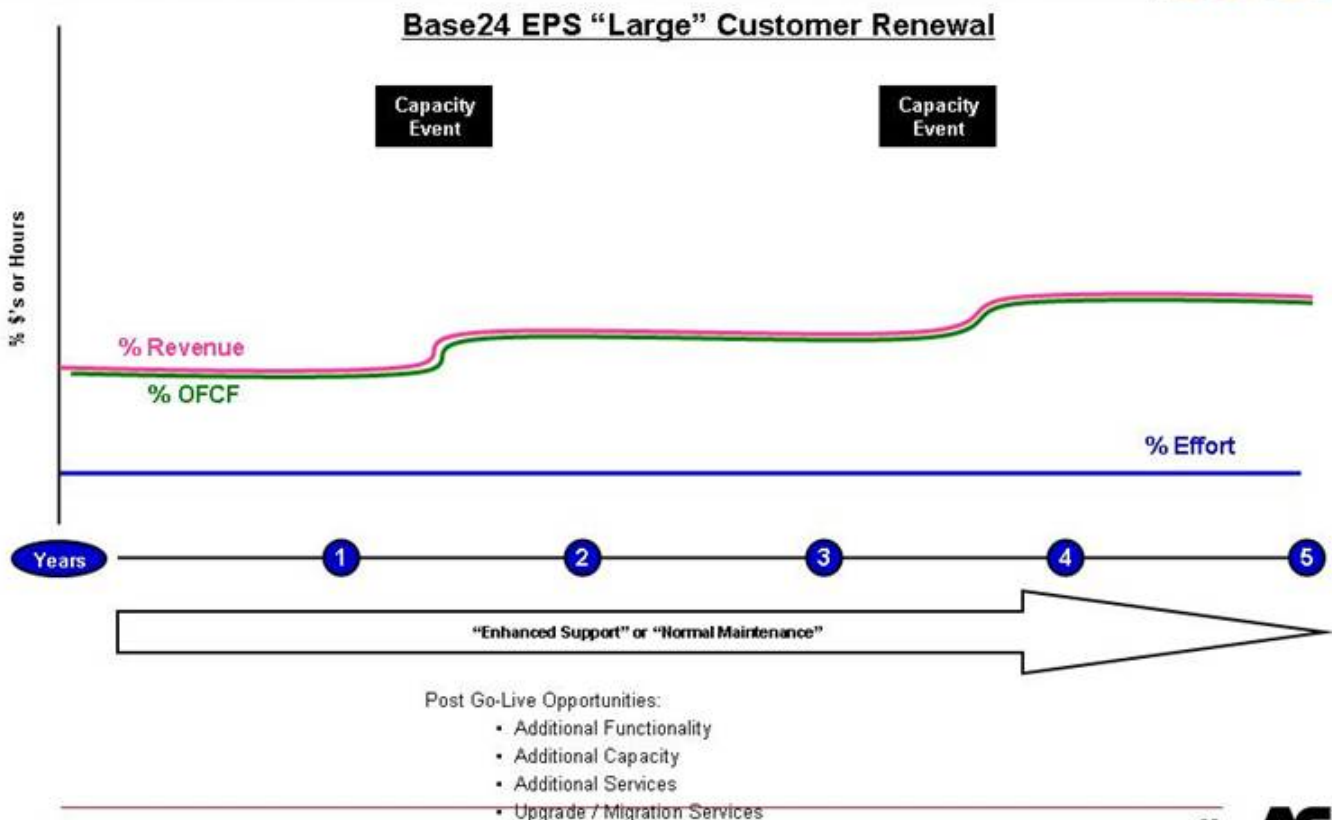 Base24 EPS “Large” Customer Renewal
Capacity
Event
Capacity
Event
% $'s or Hours
% Revenue
% OFCF
% Effort
Years
1
2
3
4
5
“Enhanced Support” or “Normal Maintenance”
Post Go-Live Opportunities:
• Additional Functionality
• Additional Capacity
• Additional Services
• Upgrade / Migration Services